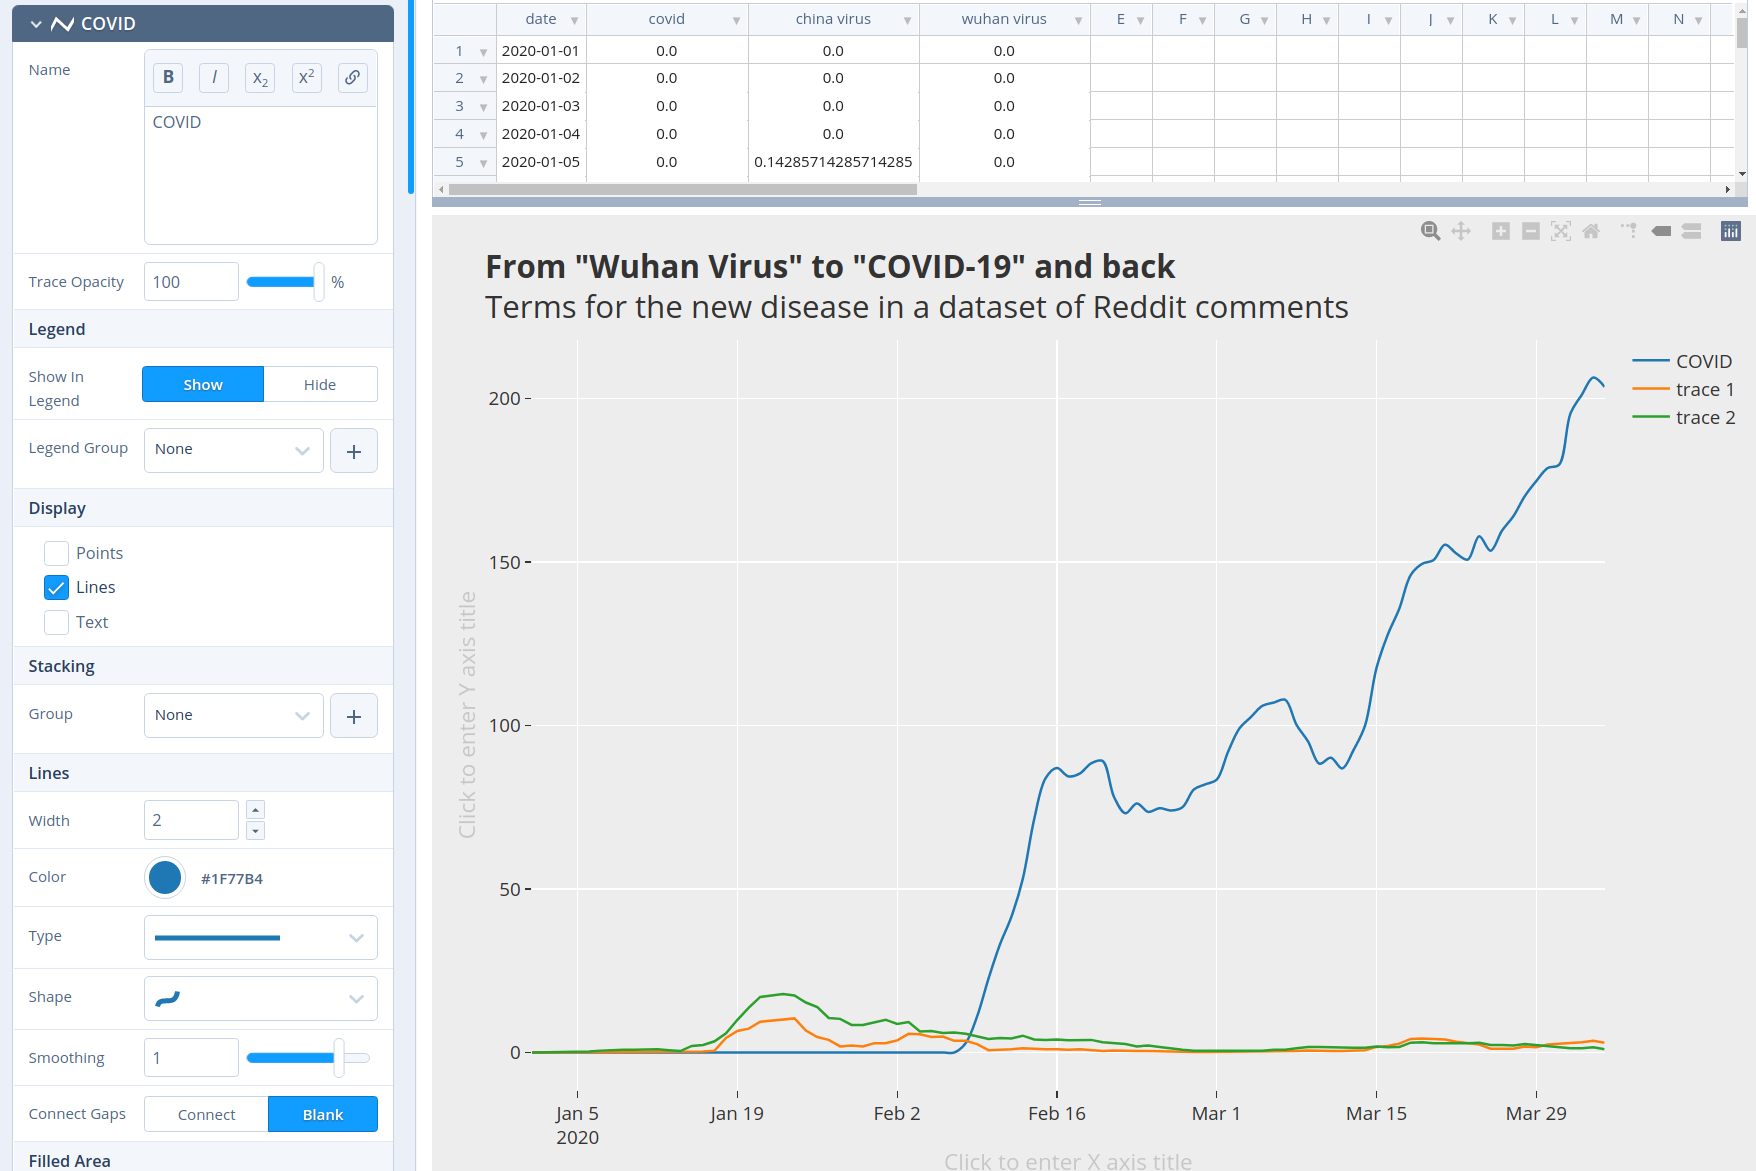 COVID
Name
B I x2 x2
COVID
Trace Opacity 100 %
Legend
Show In
Legend
Show Hide
Legend Group None +
Display
Points
Lines
Text
Stacking
Group None +
Lines
Width 2
Color #1F77B4
Type
Shape
Smoothing 1
Connect Gaps Connect Blank
Filled Area
date covid china virus wuhan virus E F G H I J K L M N
1 2020-01-01 0.0 0.0 0.0
2 2020-01-02 0.0 0.0 0.0
3 2020-01-03 0.0 0.0 0.0
4 2020-01-04 0.0 0.0 0.0
5 2020-01-05 0.0 0.14285714285714285 0.0
From "Wuhan Virus" to "COVID-19" and back
Terms for the new disease in a dataset of Reddit comments
COVID
trace 1
trace 2
200
150
100
50
0
Click to enter Y axis title
Jan 5 Jan 19 Feb 2 Feb 16 Mar 1 Mar 15 Mar 29
2020
Click to enter X axis title